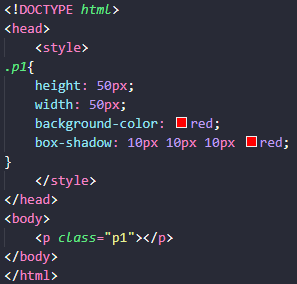 <!DOCTYPE html>
<head>
    <style>
.p1{
    height: 50px;
    width: 50px;
    background-color: red;
    box-shadow: 10px 10px 10px red;
}
    </style>
</head>
<body>
    <p class="p1"></p>
</body>
</html>